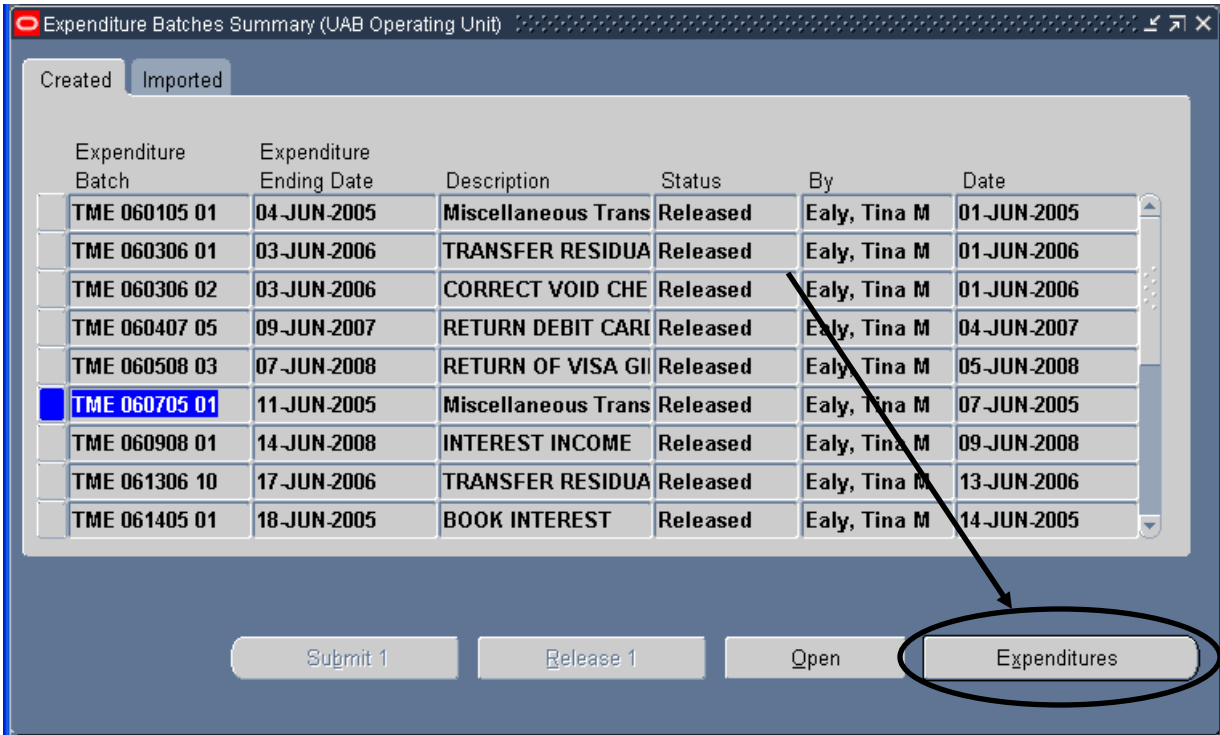 Expenditure Batches Summary (UAB Operating Unit)
Created Imported
Expenditure Expenditure
Batch Ending Date Description Status By Date
TME 060105 01 04-JUN-2005 Miscellaneous Trans Released Ealy, Tina M 01-JUN-2005
TME 060306 01 03-JUN-2006 TRANSFER RESIDUA Released Ealy, Tina M 01-JUN-2006
TME 060306 02 03-JUN-2006 CORRECT VOID CHE Released Ealy, Tina M 01-JUN-2006
TME 060407 05 09-JUN-2007 RETURN DEBIT CARD Released Ealy, Tina M 04-JUN-2007
TME 060508 03 07-JUN-2008 RETURN OF VISA GI Released Ealy, Tina M 05-JUN-2008
TME 060705 01 11-JUN-2005 Miscellaneous Trans Released Ealy, Tina M 07-JUN-2005
TME 060908 01 14-JUN-2008 INTEREST INCOME Released Ealy, Tina M 09-JUN-2008
TME 061306 10 17-JUN-2006 TRANSFER RESIDUA Released Ealy, Tina M 13-JUN-2006
TME 061405 01 18-JUN-2005 BOOK INTEREST Released Ealy, Tina M 14-JUN-2005
Submit 1 Release 1 Open Expenditures